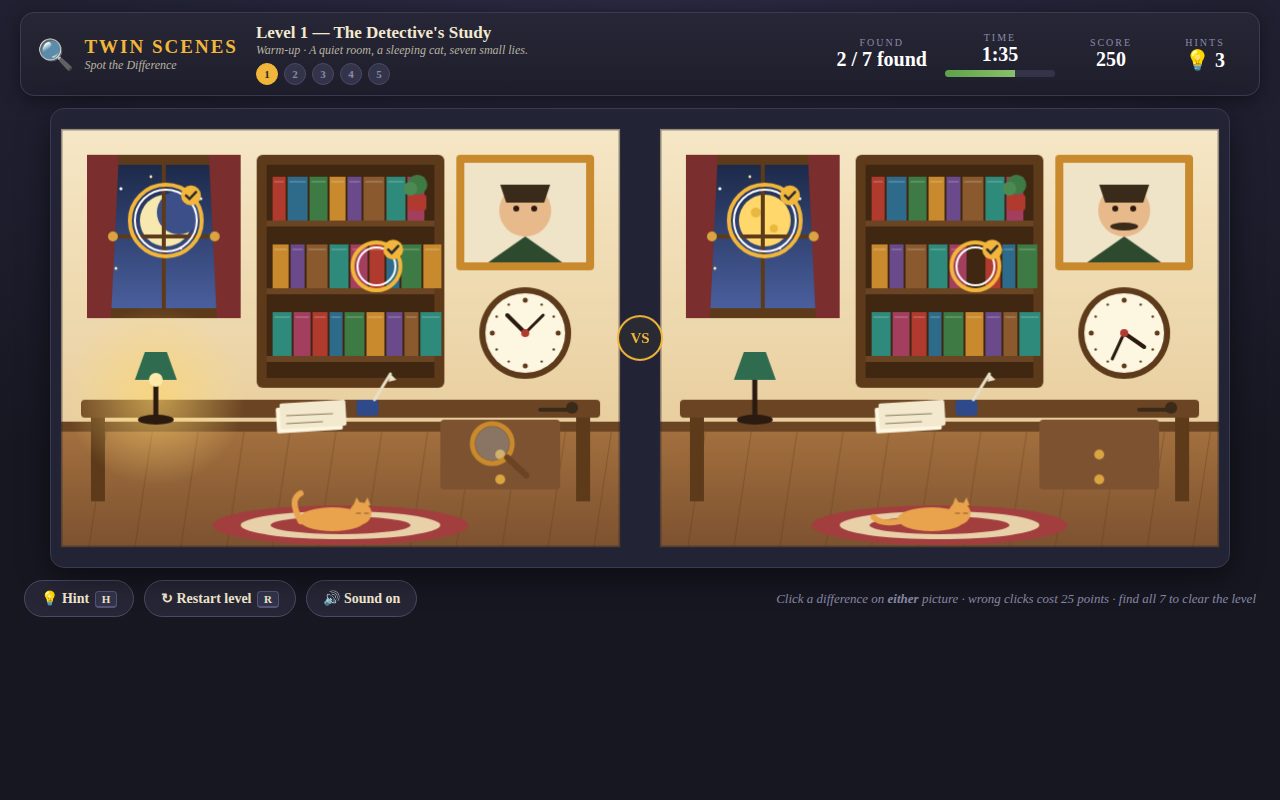 TWIN SCENES
Spot the Difference
Level 1 — The Detective's Study
Warm-up · A quiet room, a sleeping cat, seven small lies.
1 2 3 4 5
FOUND
2 / 7 found
TIME
1:35
SCORE
250
HINTS
3
VS
Hint H
Restart level R
Sound on
Click a difference on either picture · wrong clicks cost 25 points · find all 7 to clear the level